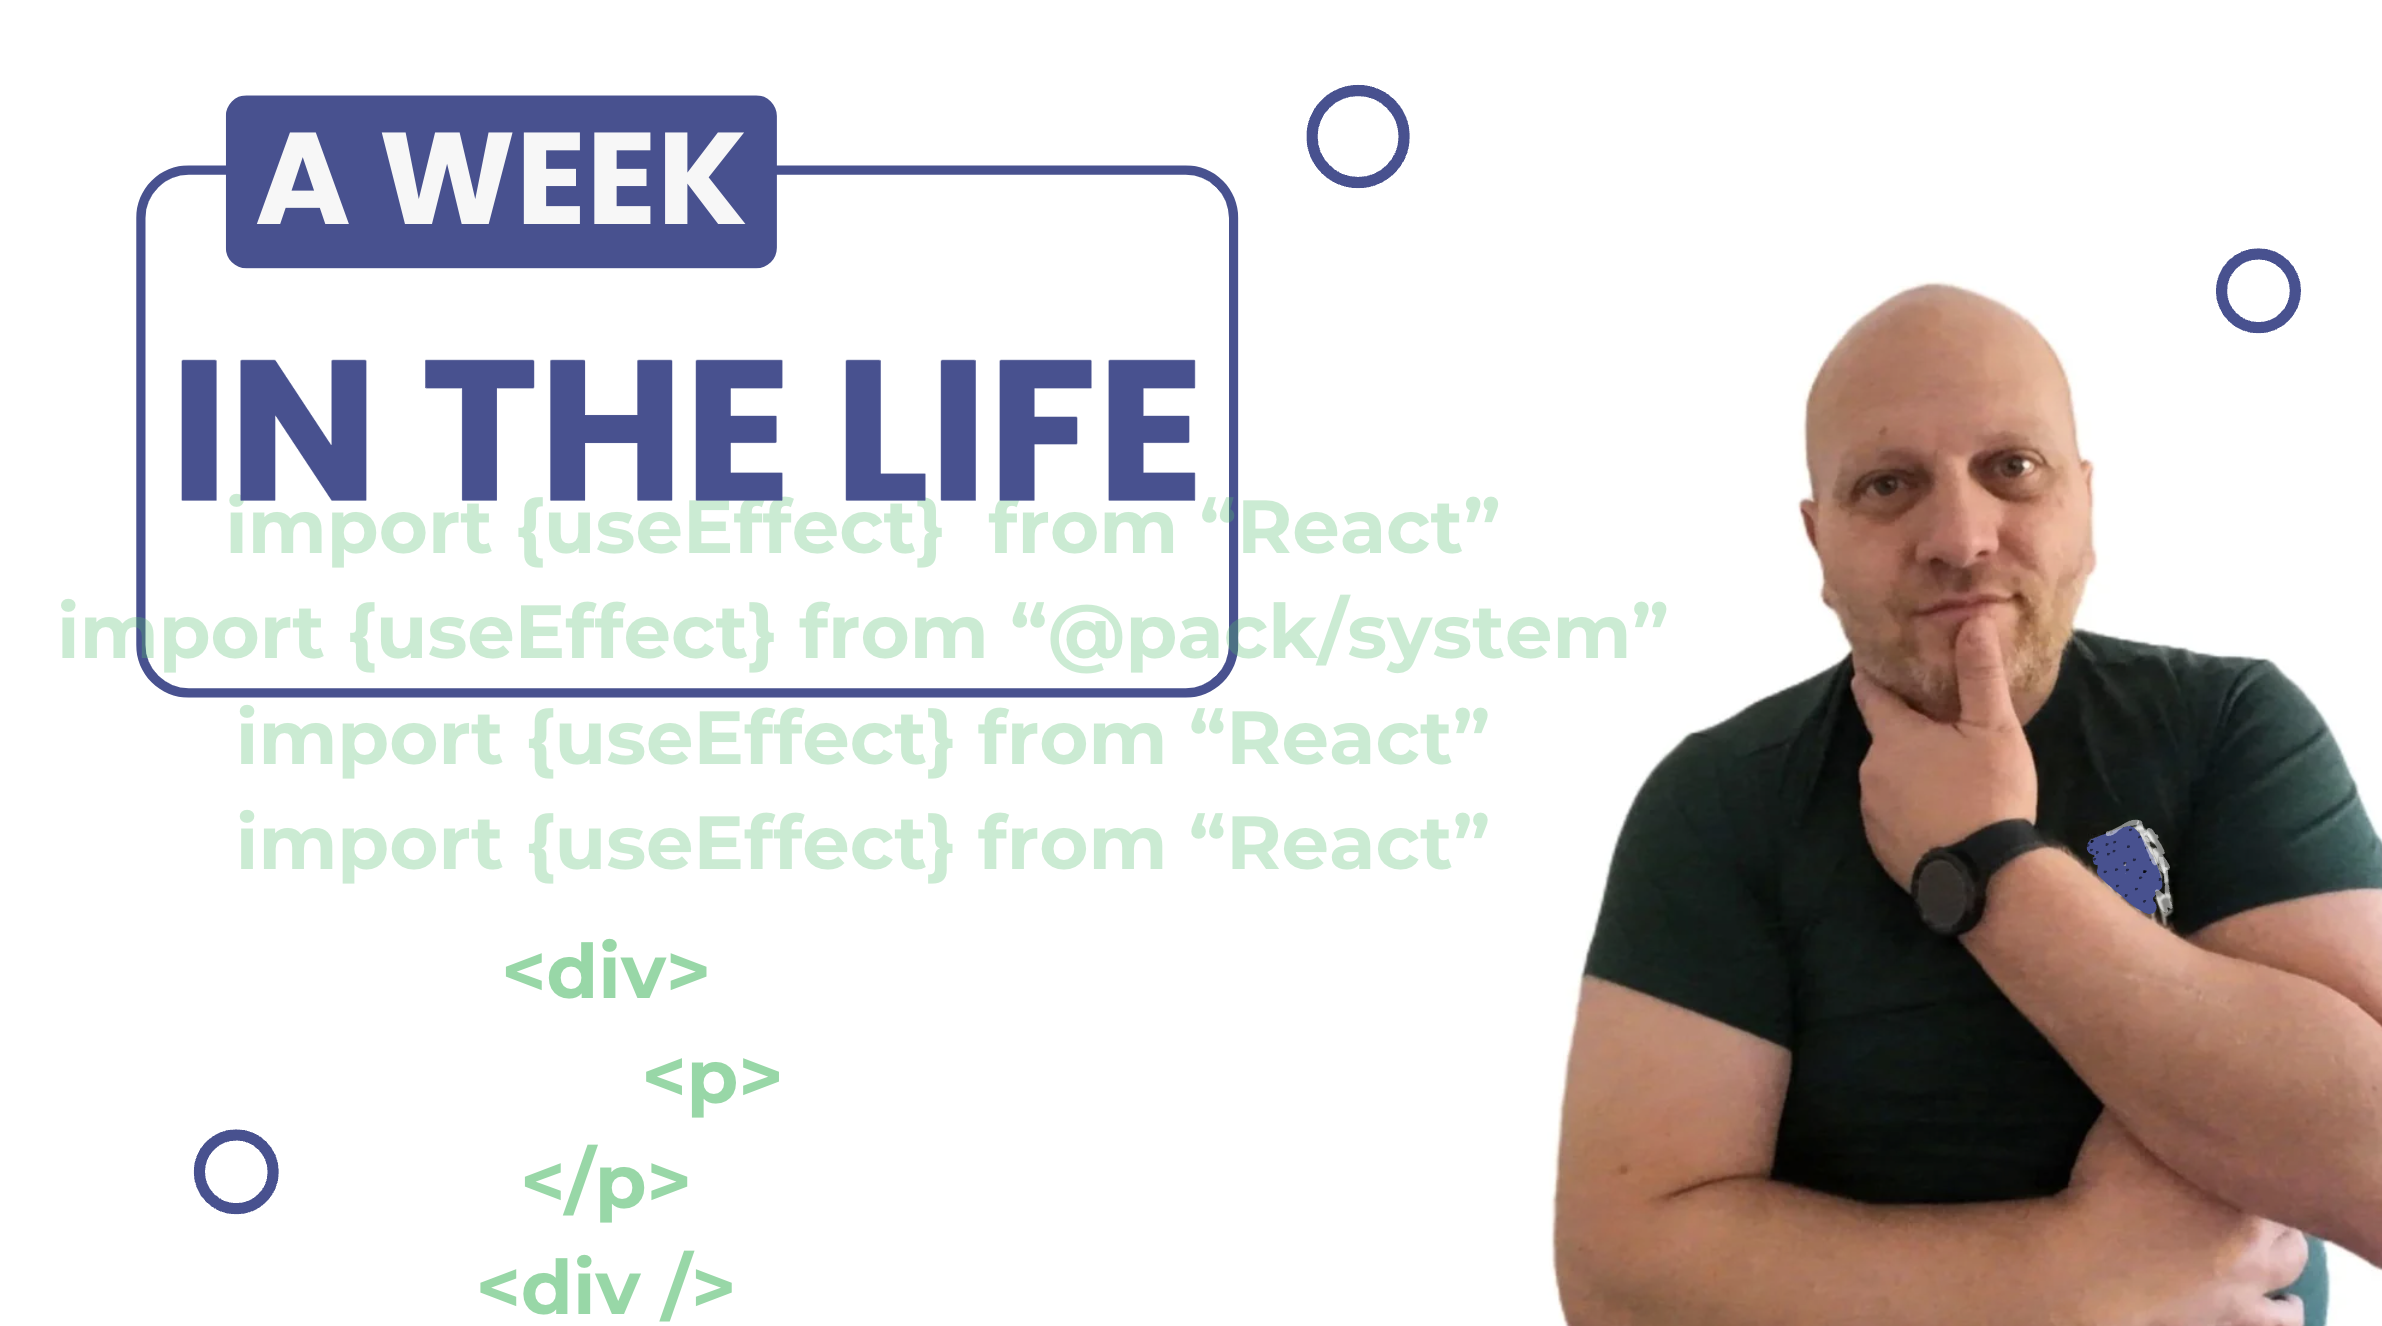 A WEEK
IN THE LIFE
import {useEffect}  from “React”
import {useEffect} from “@pack/system”
import {useEffect} from “React”
import {useEffect} from “React”
<div>
<p>
</p>
<div />